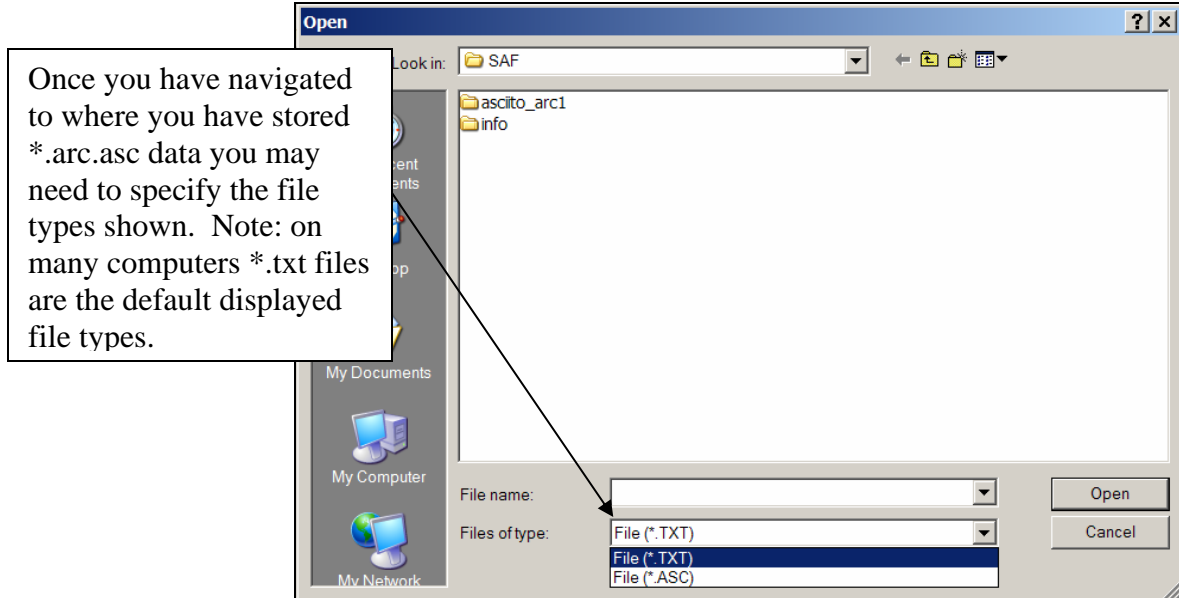 Open
Once you have navigated
to where you have stored
*.arc.asc data you may
need to specify the file
types shown.  Note: on
many computers *.txt files
are the default displayed
file types.
Look in:
SAF
asciito_arc1
info
My Documents
My Computer
My Network
File name:
Open
Files of type:
File (*.TXT)
Cancel
File (*.TXT)
File (*.ASC)